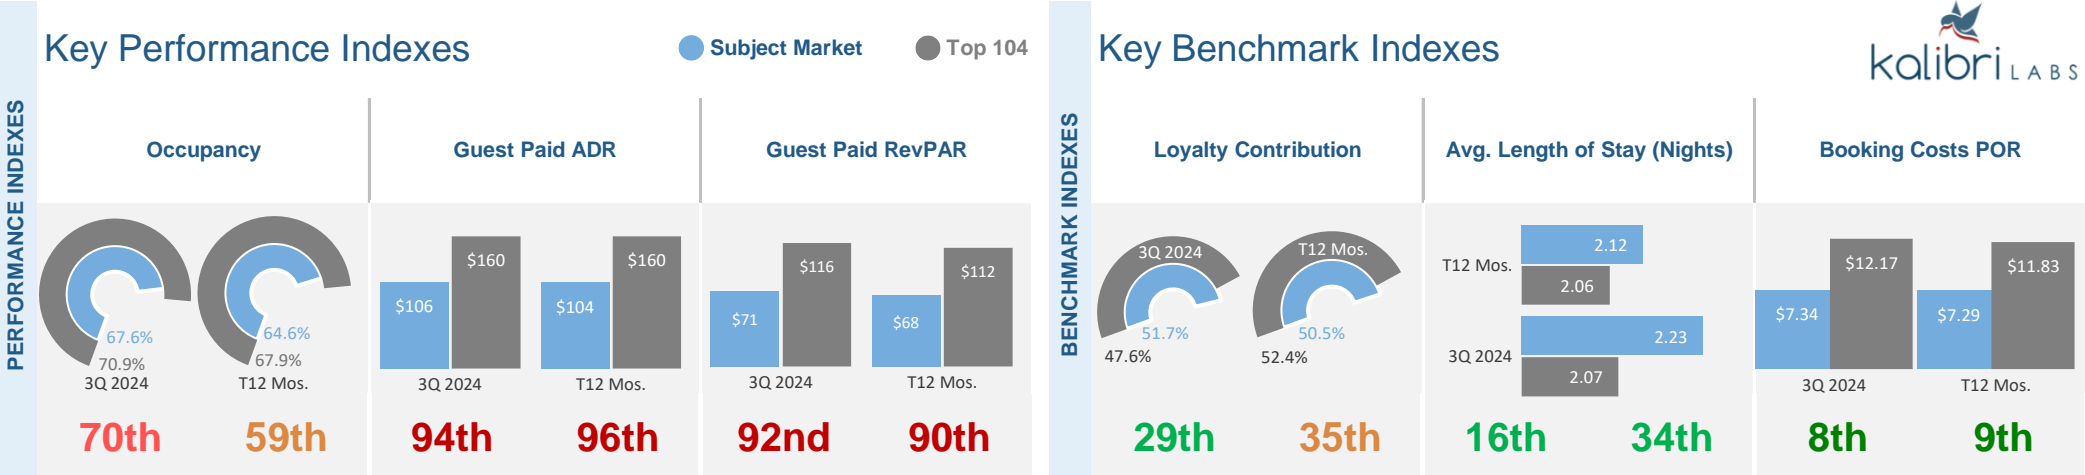 PERFORMANCE INDEXES
Key Performance Indexes
Subject Market
Top 104
Occupancy
Guest Paid ADR
Guest Paid RevPAR
67.6%
70.9%
3Q 2024
64.6%
67.9%
T12 Mos.
$106
$160
3Q 2024
$104
$160
T12 Mos.
$71
$116
3Q 2024
$68
$112
T12 Mos.
70th
59th
94th
96th
92nd
90th
BENCHMARK INDEXES
Key Benchmark Indexes
kalibri LABS
Loyalty Contribution
Avg. Length of Stay (Nights)
Booking Costs POR
3Q 2024
51.7%
47.6%
T12 Mos.
50.5%
52.4%
T12 Mos.
2.12
2.06
3Q 2024
2.23
2.07
$7.34
$12.17
3Q 2024
$7.29
$11.83
T12 Mos.
29th
35th
16th
34th
8th
9th